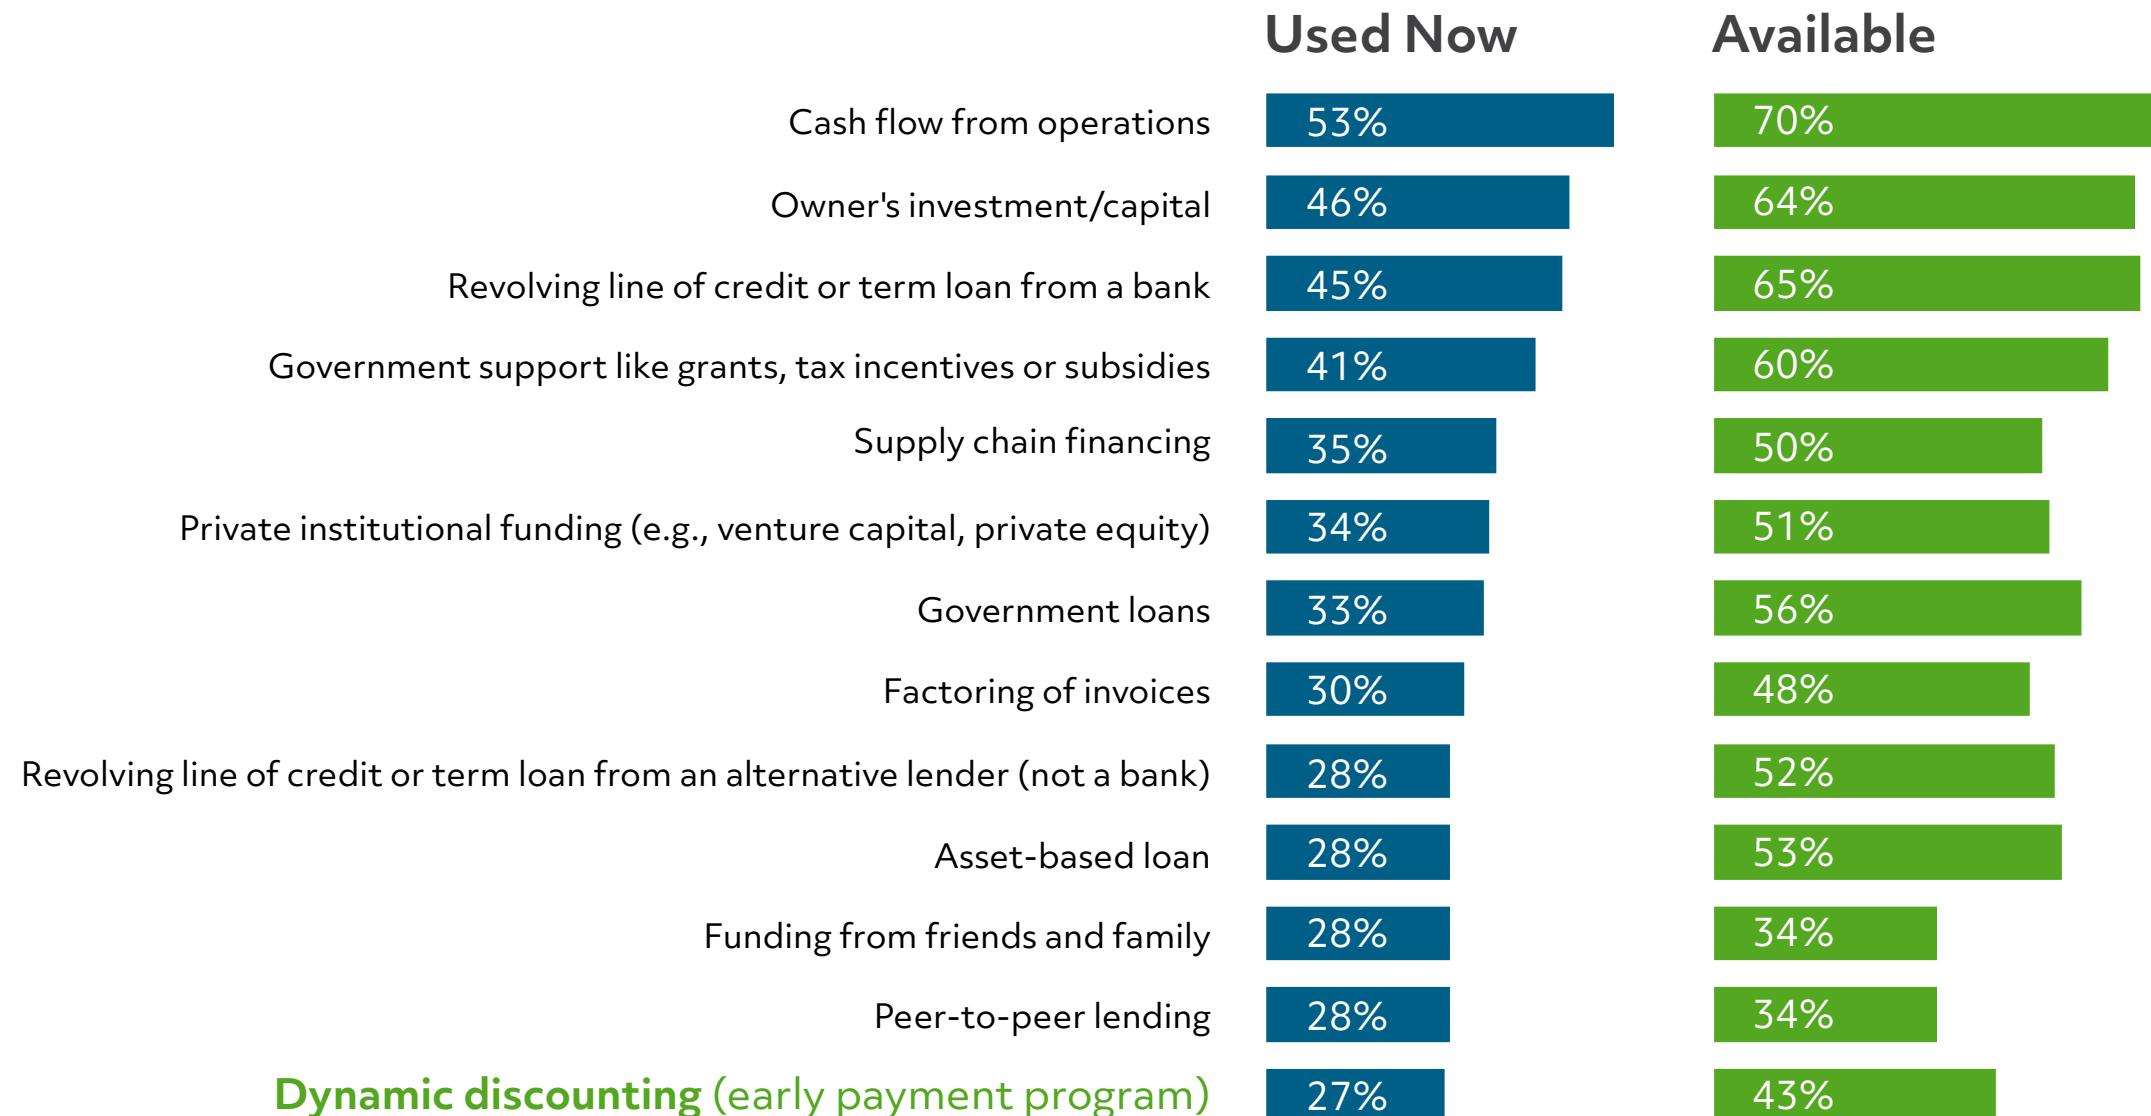 Used Now Available
Cash flow from operations 53% 70%
Owner's investment/capital 46% 64%
Revolving line of credit or term loan from a bank 45% 65%
Government support like grants, tax incentives or subsidies 41% 60%
Supply chain financing 35% 50%
Private institutional funding (e.g., venture capital, private equity) 34% 51%
Government loans 33% 56%
Factoring of invoices 30% 48%
Revolving line of credit or term loan from an alternative lender (not a bank) 28% 52%
Asset-based loan 28% 53%
Funding from friends and family 28% 34%
Peer-to-peer lending 28% 34%
Dynamic discounting (early payment program) 27% 43%